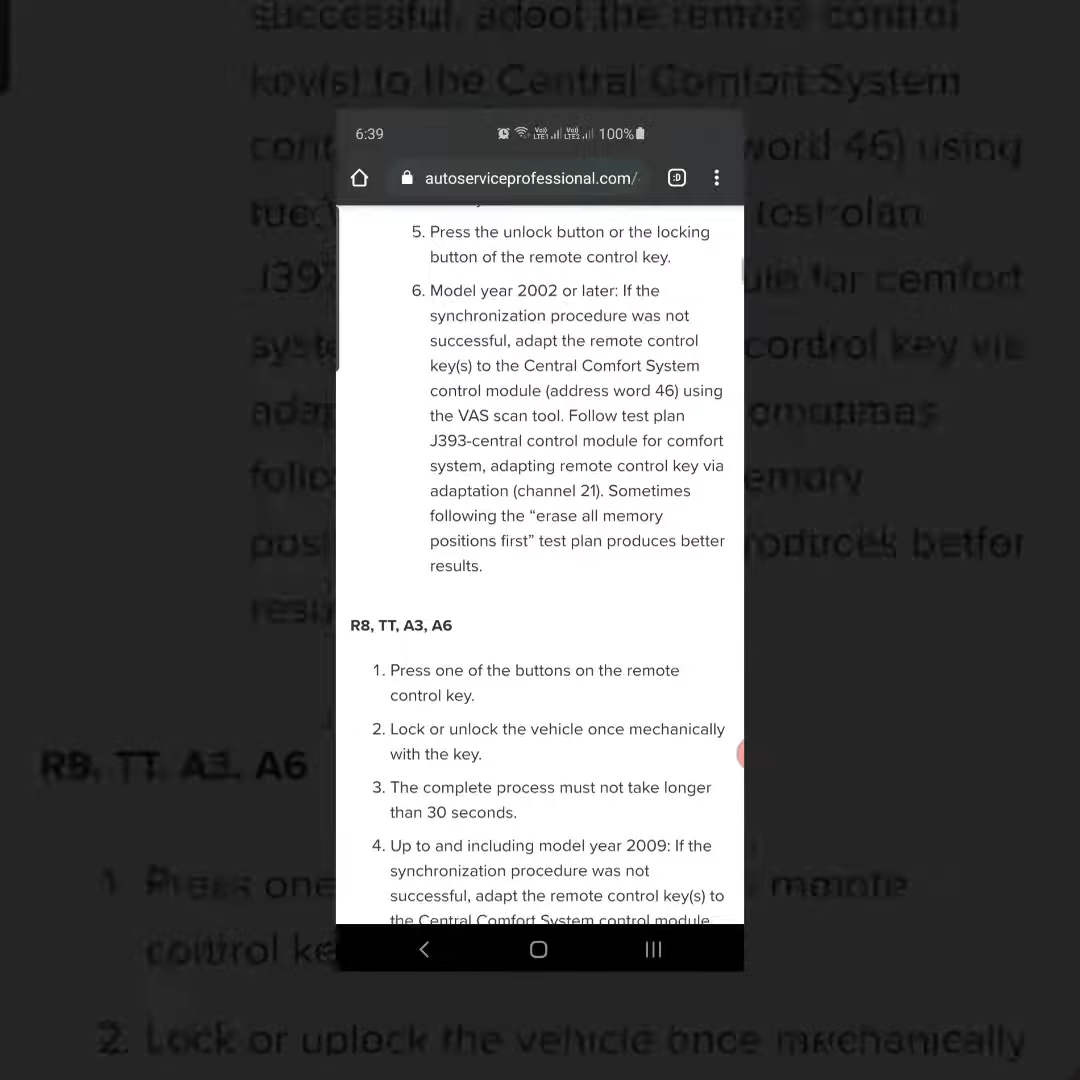 6:39
100%
autoserviceprofessional.com/
:D
5. Press the unlock button or the locking
button of the remote control key.
6. Model year 2002 or later: If the
synchronization procedure was not
successful, adapt the remote control
key(s) to the Central Comfort System
control module (address word 46) using
the VAS scan tool. Follow test plan
J393-central control module for comfort
system, adapting remote control key via
adaptation (channel 21). Sometimes
following the “erase all memory
positions first” test plan produces better
results.
R8, TT, A3, A6
1. Press one of the buttons on the remote
control key.
2. Lock or unlock the vehicle once mechanically
with the key.
3. The complete process must not take longer
than 30 seconds.
4. Up to and including model year 2009: If the
synchronization procedure was not
successful, adapt the remote control key(s) to
the Central Comfort System control module